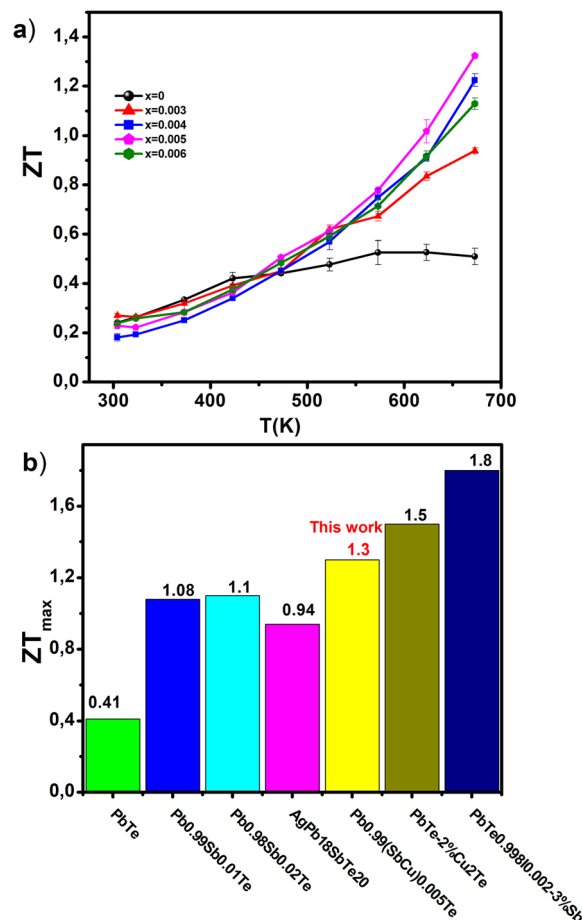 a)
1,4
1,2
1,0
0,8
0,6
0,4
0,2
0,0
ZT
x=0
x=0.003
x=0.004
x=0.005
x=0.006
300
400
500
600
700
T(K)
b)
1,6
1,2
0,8
0,4
0,0
ZTmax
0.41
1.08
1.1
0.94
This work
1.3
1.5
1.8
PbTe
Pb0.99Sb0.01Te
Pb0.98Sb0.02Te
AgPb18SbTe20
Pb0.99(SbCu)0.005Te
PbTe-2%Cu2Te
PbTe0.998I0.002-3%Sb